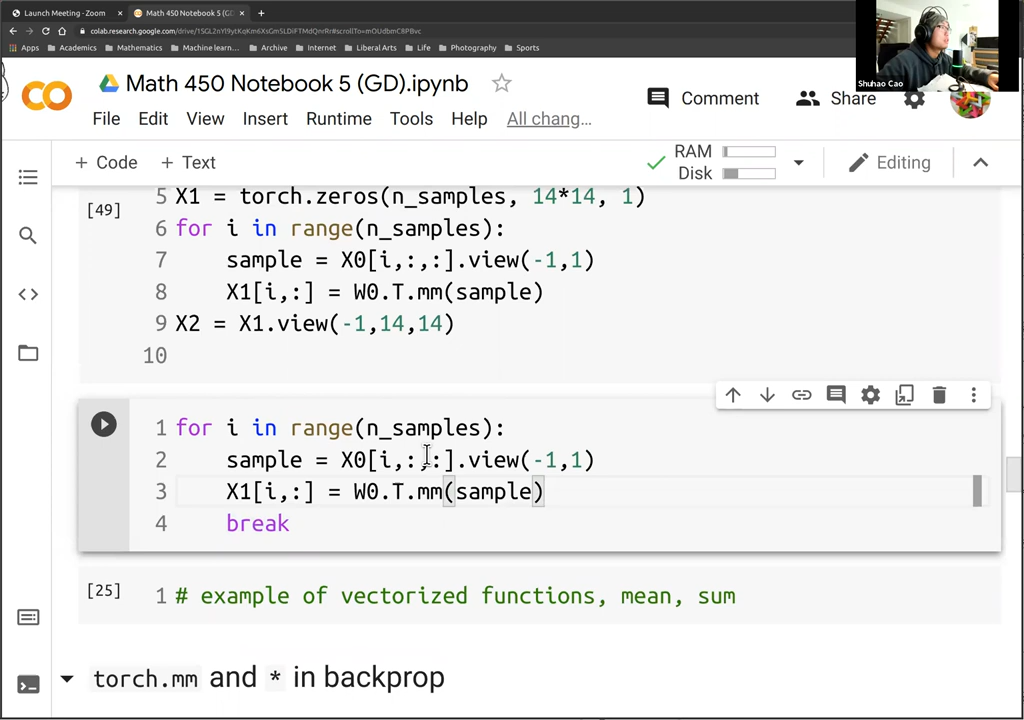 Launch Meeting - Zoom
Math 450 Notebook 5 (GD
colab.research.google.com/drive/
Apps Academics Mathematics Machine learn... Archive Internet Liberal Arts Life Photography Sports
Shuhao Cao
Math 450 Notebook 5 (GD).ipynb
Comment Share
File Edit View Insert Runtime Tools Help All chang...
+ Code + Text RAM Disk Editing
[49]
5 X1 = torch.zeros(n_samples, 14*14, 1)
6 for i in range(n_samples):
7 sample = X0[i,:,:].view(-1,1)
8 X1[i,:] = W0.T.mm(sample)
9 X2 = X1.view(-1,14,14)
10
1 for i in range(n_samples):
2 sample = X0[i,:,:].view(-1,1)
3 X1[i,:] = W0.T.mm(sample)
4 break
[25] 1 # example of vectorized functions, mean, sum
torch.mm and * in backprop